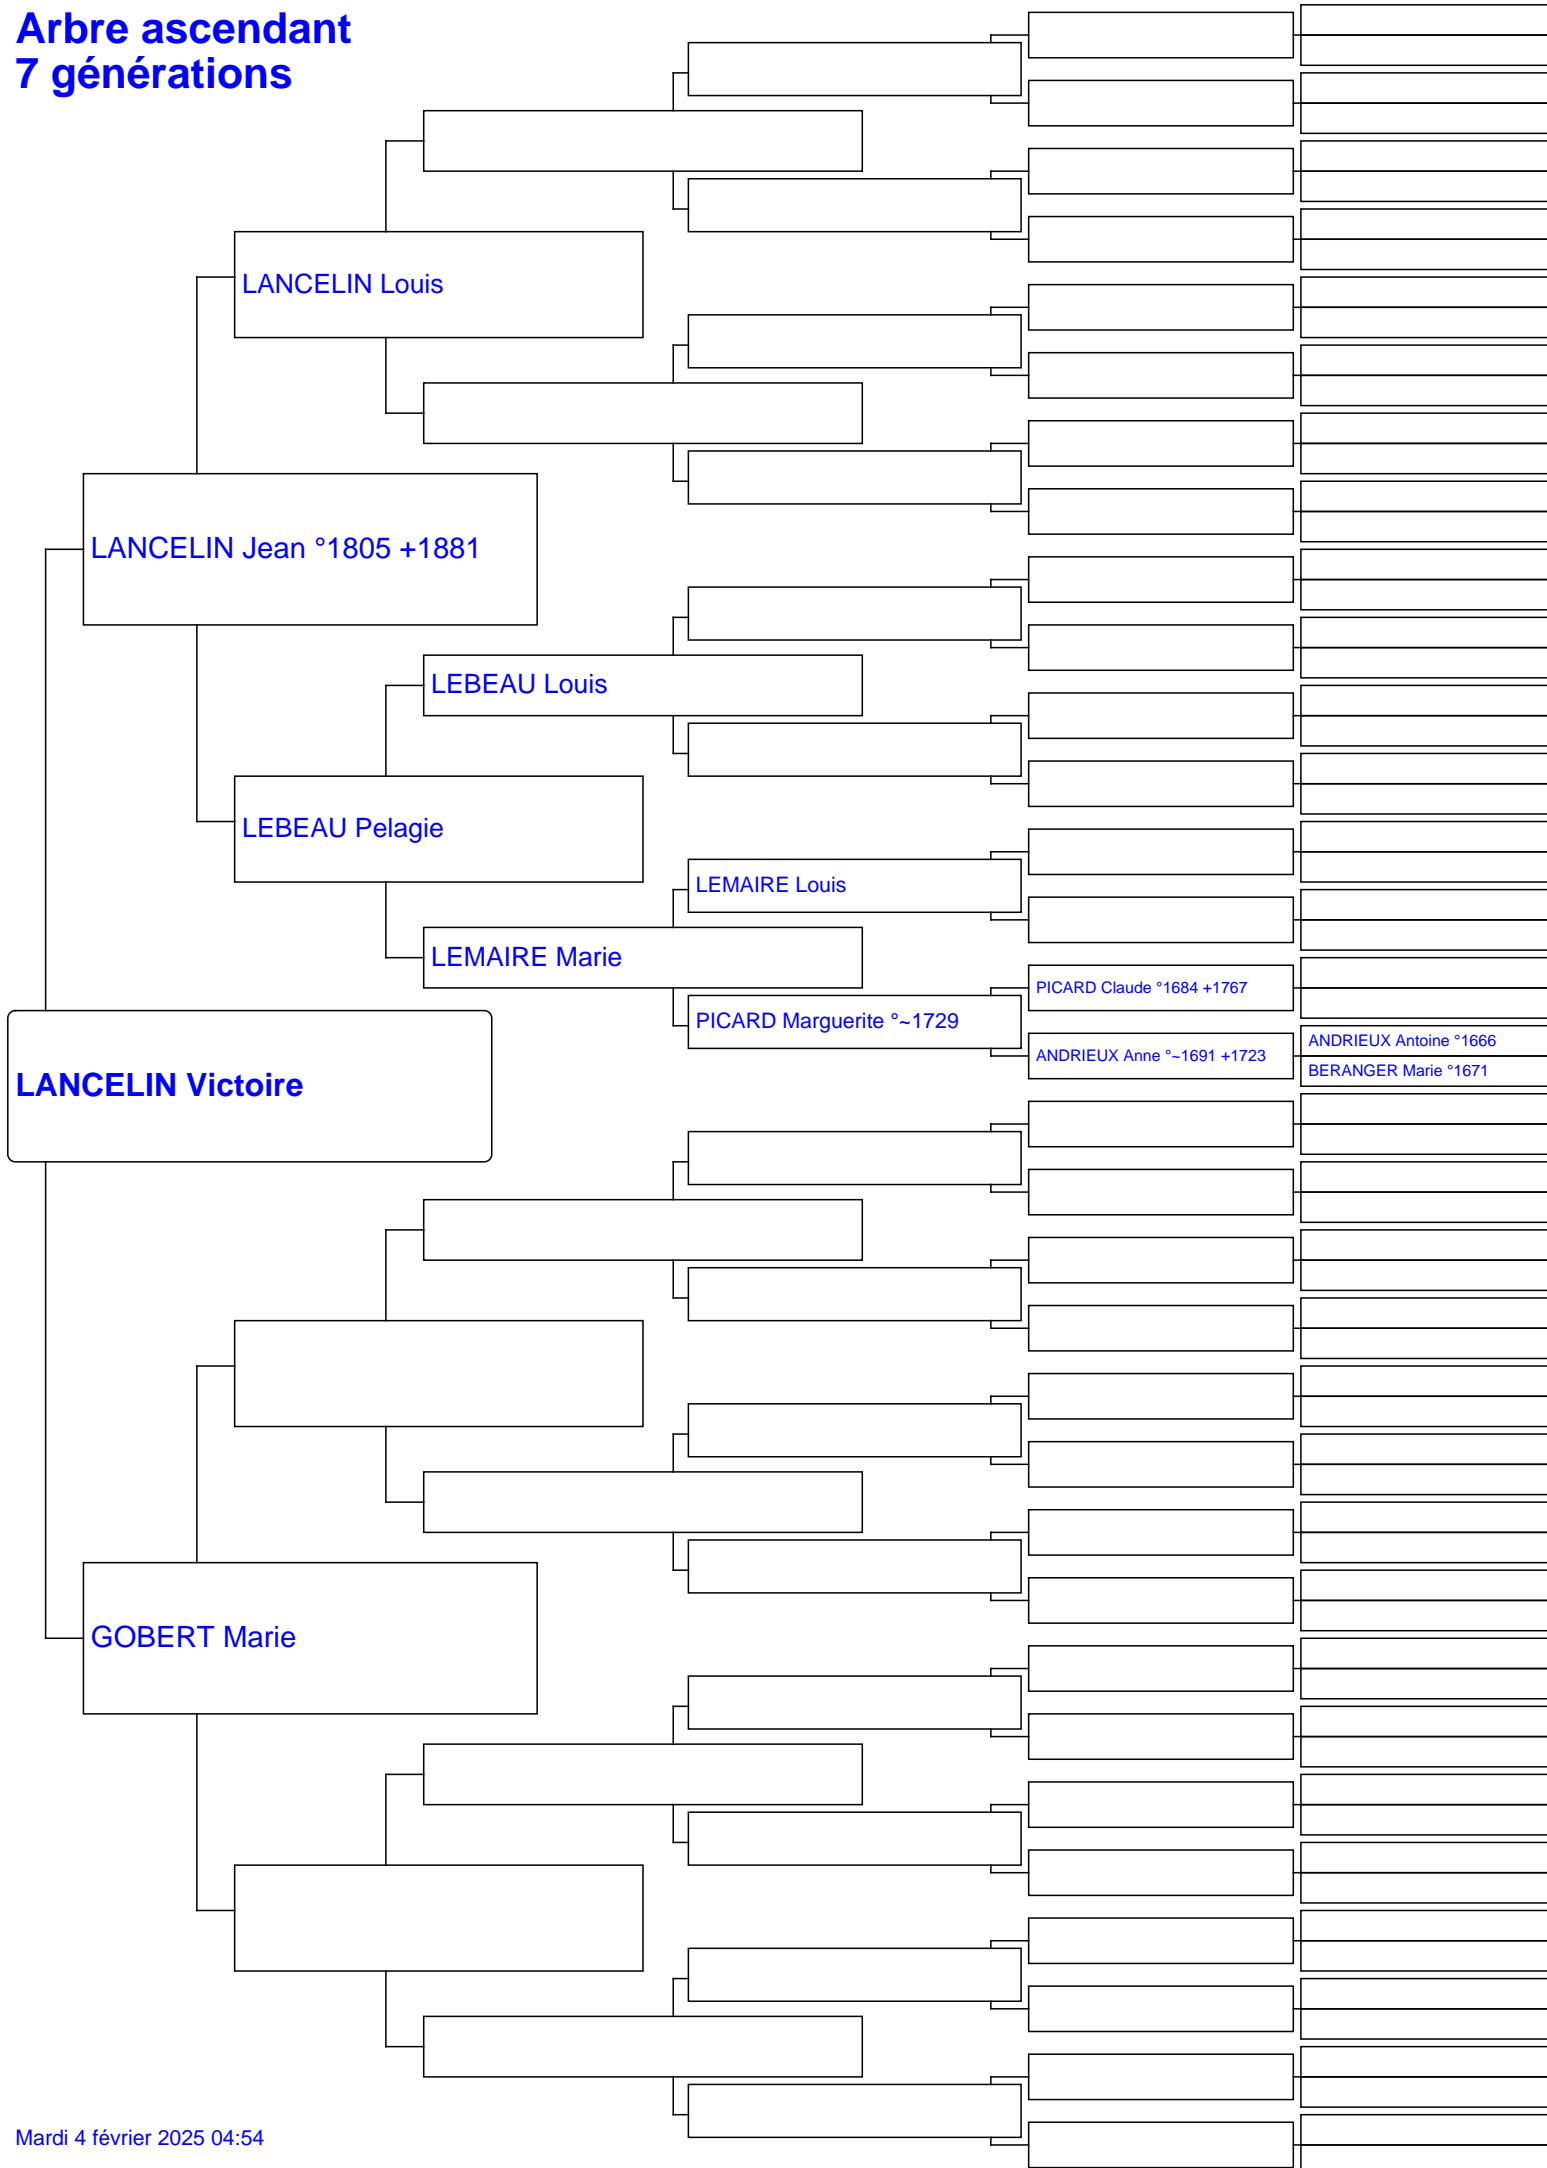 Arbre ascendant
7 générations
LANCELIN Louis
LANCELIN Jean °1805 +1881
LEBEAU Louis
LEBEAU Pelagie
LEMAIRE Louis
LEMAIRE Marie
PICARD Claude °1684 +1767
PICARD Marguerite °~1729
ANDRIEUX Anne °~1691 +1723
ANDRIEUX Antoine °1666
BERANGER Marie °1671
LANCELIN Victoire
GOBERT Marie
Mardi 4 février 2025 04:54